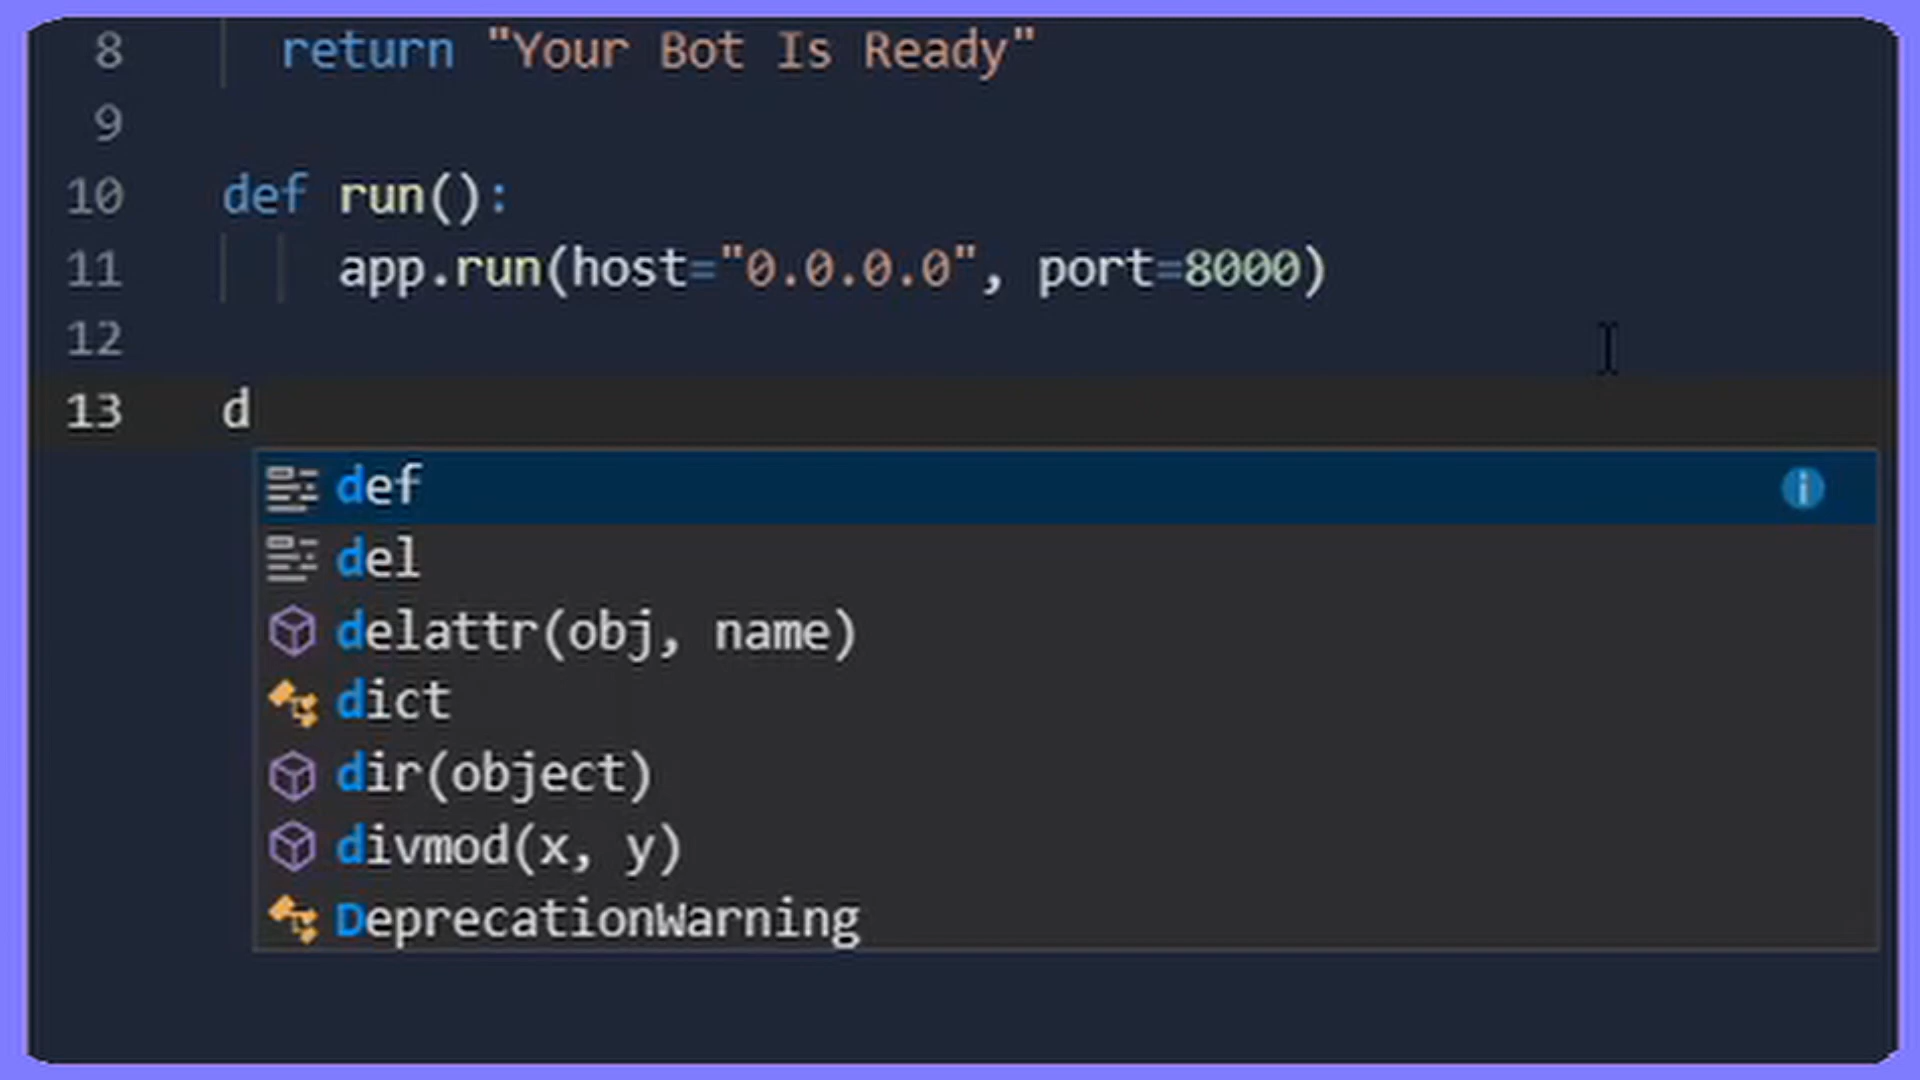 8 return "Your Bot Is Ready"
9
10 def run():
11 app.run(host="0.0.0.0", port=8000)
12
13 d
def
del
delattr(obj, name)
dict
dir(object)
divmod(x, y)
DeprecationWarning